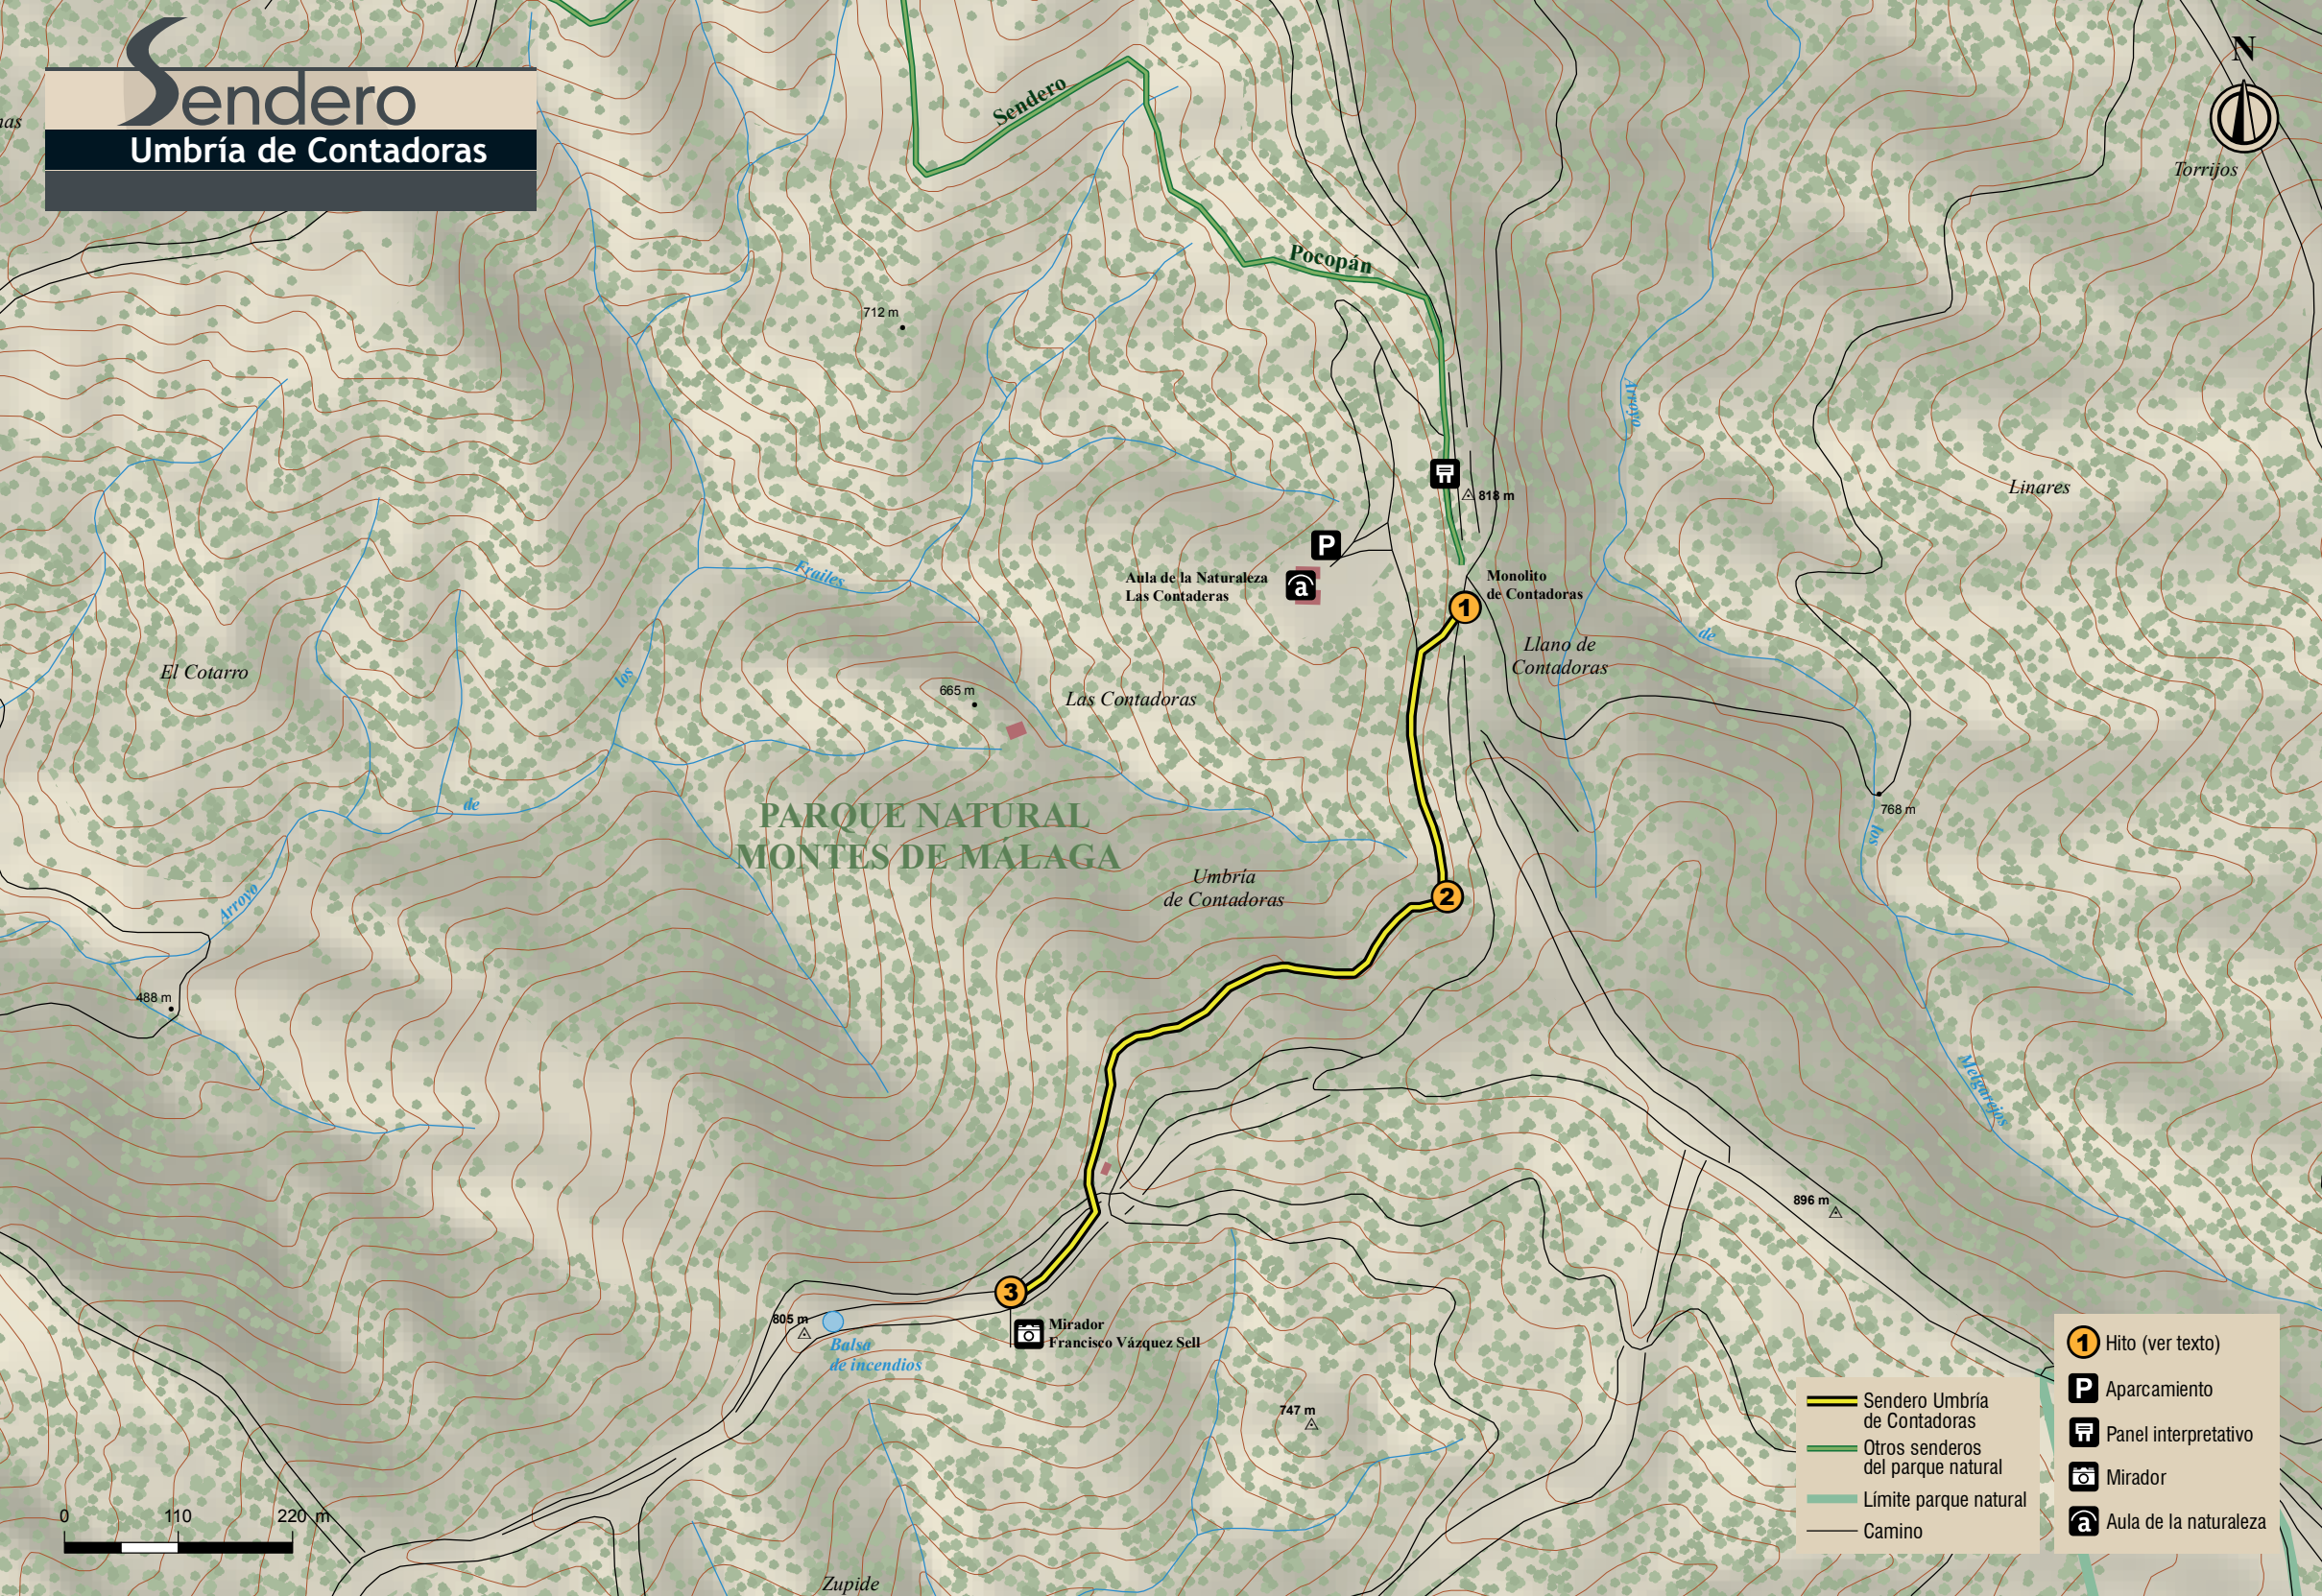 Sendero
Umbría de Contadoras
N
Torrijos
Sendero
Pocopán
712 m
Arroyo
Linares
818 m
P
Frailes
Aula de la Naturaleza
Las Contaderas
a
1
Monolito
de Contadoras
de
Llano de
Contadoras
El Cotarro
los
665 m
Las Contadoras
de
768 m
los
PARQUE NATURAL
MONTES DE MÁLAGA
Umbría
de Contadoras
2
Arroyo
488 m
Melgarejos
896 m
3
805 m
Mirador
Francisco Vázquez Sell
Balsa
de incendios
747 m
Zupide
0 110 220 m
Sendero Umbría
de Contadoras
Otros senderos
del parque natural
Límite parque natural
Camino
1 Hito (ver texto)
P Aparcamiento
Panel interpretativo
Mirador
a Aula de la naturaleza